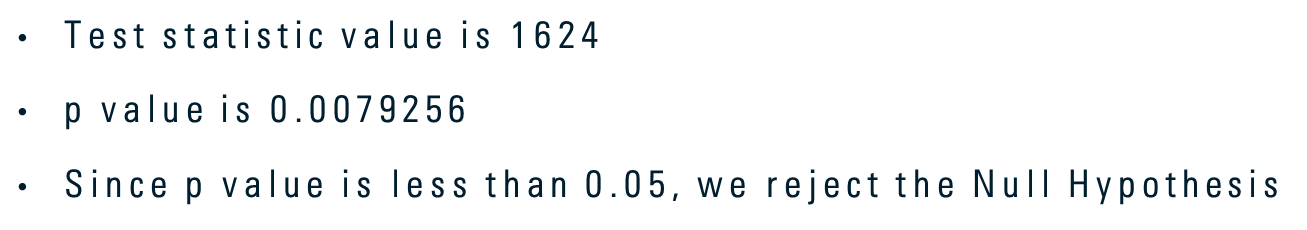 • Test statistic value is 1624
• p value is 0.0079256
• Since p value is less than 0.05, we reject the Null Hypothesis